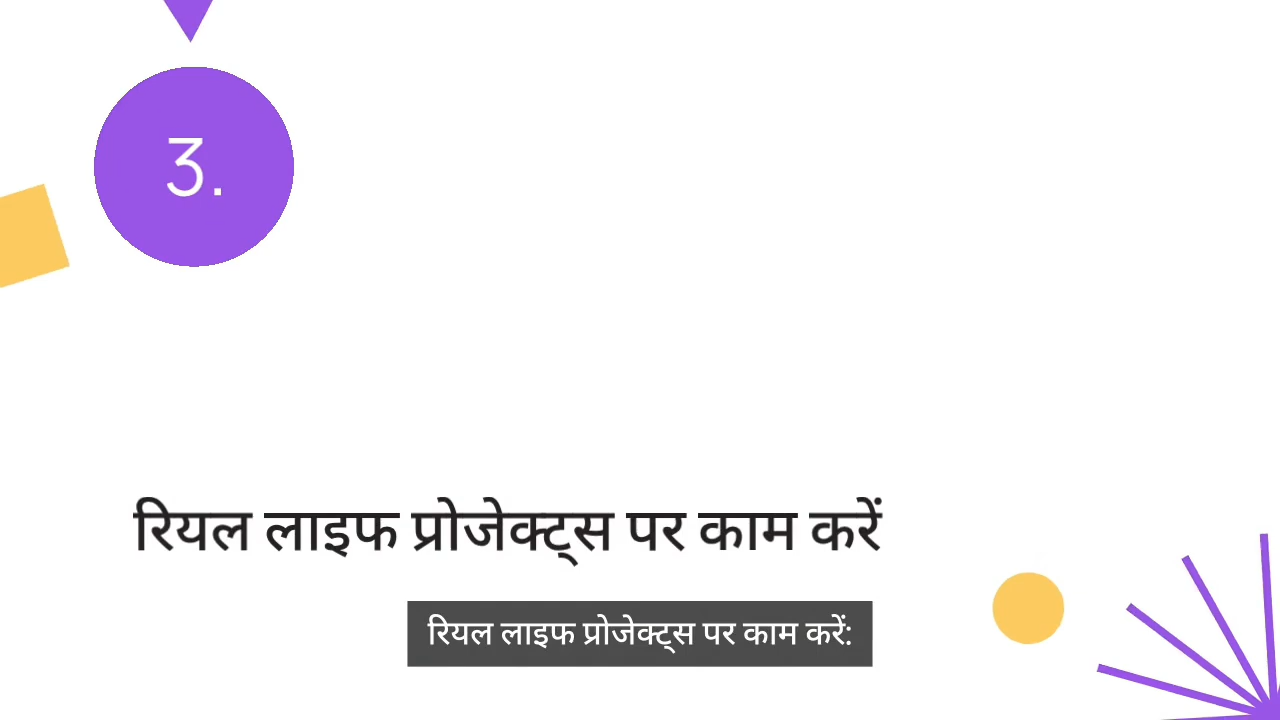 3.
रियल लाइफ प्रोजेक्ट्स पर काम करें
रियल लाइफ प्रोजेक्ट्स पर काम करें: